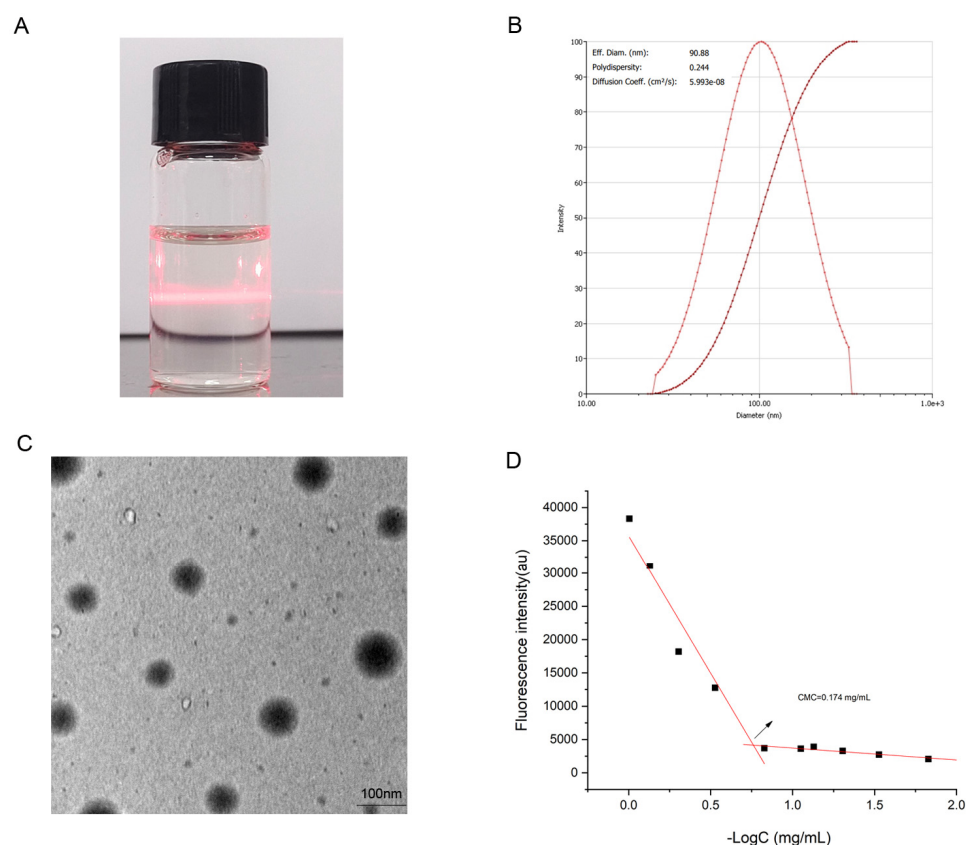 A
B
Eff. Diam. (nm): 90.88
Polydispersity: 0.244
Diffusion Coeff. (cm²/s): 5.993e-08
100
90
80
70
60
50
40
30
20
10
0
Intensity
10.00 100.00 1.0e+3
Diameter (nm)
C
100nm
D
40000
35000
30000
25000
20000
15000
10000
5000
0
Fluorescence intensity(au)
CMC=0.174 mg/mL
0.0 0.5 1.0 1.5 2.0
-LogC (mg/mL)